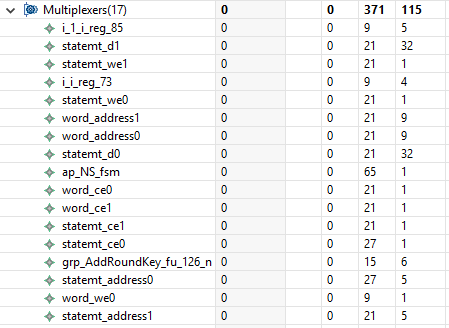 Multiplexers(17) 0 0 371 115
i_1_i_reg_85 0 0 9 5
statemt_d1 0 0 21 32
statemt_we1 0 0 21 1
i_i_reg_73 0 0 9 4
statemt_we0 0 0 21 1
word_address1 0 0 21 9
word_address0 0 0 21 9
statemt_d0 0 0 21 32
ap_NS_fsm 0 0 65 1
word_ce0 0 0 21 1
word_ce1 0 0 21 1
statemt_ce1 0 0 21 1
statemt_ce0 0 0 27 1
grp_AddRoundKey_fu_126_n 0 0 15 6
statemt_address0 0 0 27 5
word_we0 0 0 9 1
statemt_address1 0 0 21 5